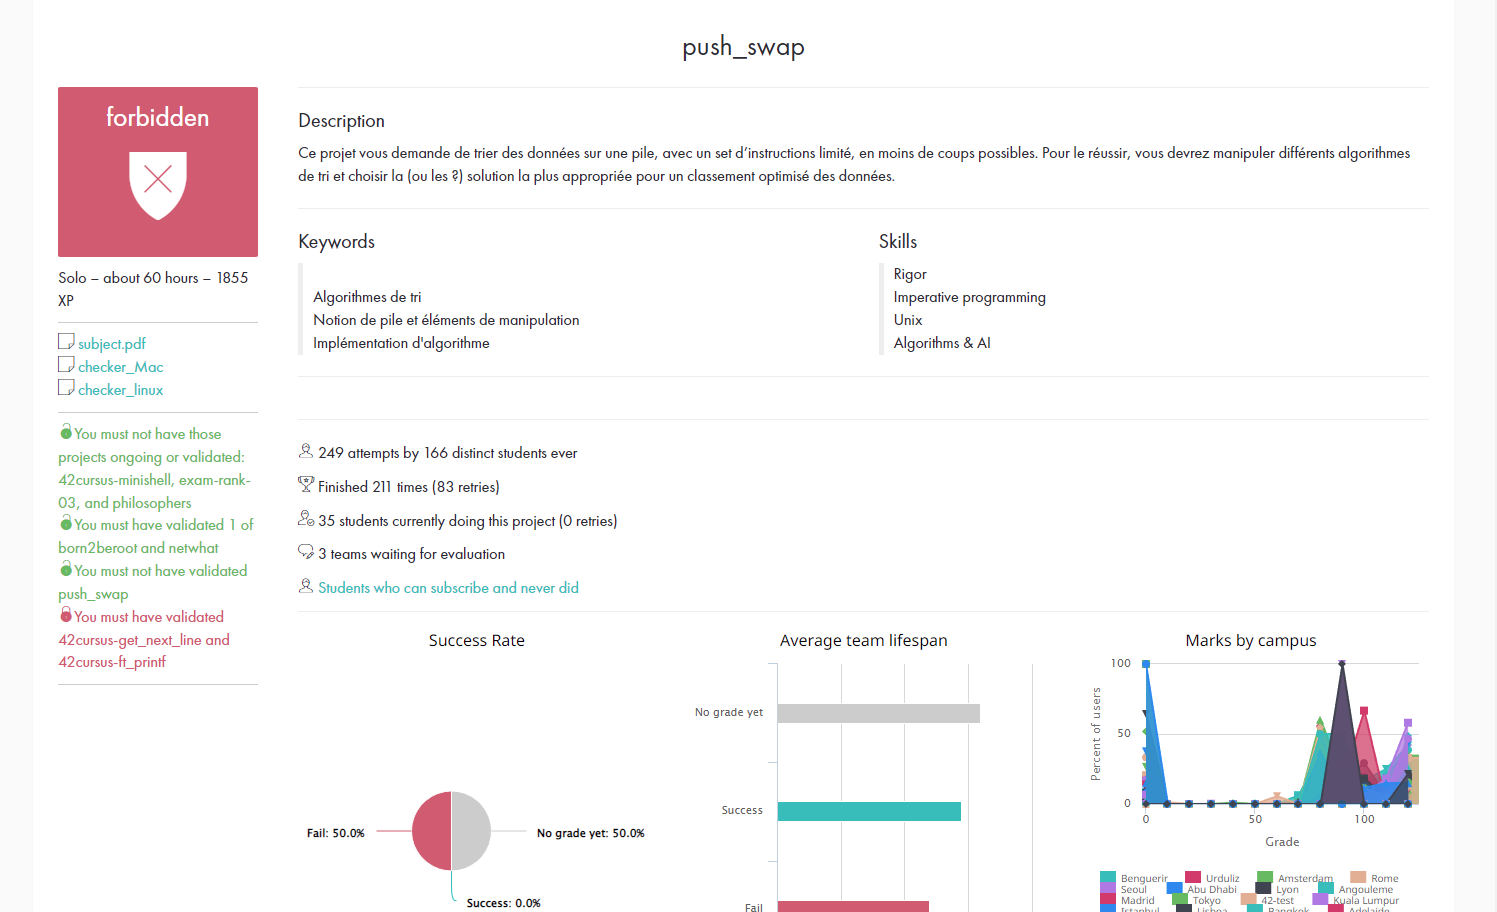 push_swap
forbidden
Solo – about 60 hours – 1855
XP
subject.pdf
checker_Mac
checker_linux
You must not have those
projects ongoing or validated:
42cursus-minishell, exam-rank-
03, and philosophers
You must have validated 1 of
born2beroot and netwhat
You must not have validated
push_swap
You must have validated
42cursus-get_next_line and
42cursus-ft_printf
Description
Ce projet vous demande de trier des données sur une pile, avec un set d’instructions limité, en moins de coups possibles. Pour le réussir, vous devrez manipuler différents algorithmes
de tri et choisir la (ou les ?) solution la plus appropriée pour un classement optimisé des données.
Keywords
Algorithmes de tri
Notion de pile et éléments de manipulation
Implémentation d'algorithme
Skills
Rigor
Imperative programming
Unix
Algorithms & AI
249 attempts by 166 distinct students ever
Finished 211 times (83 retries)
35 students currently doing this project (0 retries)
3 teams waiting for evaluation
Students who can subscribe and never did
Success Rate
Fail: 50.0%
No grade yet: 50.0%
Success: 0.0%
Average team lifespan
No grade yet
Success
Fail
Marks by campus
Percent of users
100
50
0
0 50 100
Grade
Benguerir Urduliz Amsterdam Rome
Seoul Abu Dhabi Lyon Angouleme
Madrid Tokyo 42-test Kuala Lumpur
Istanbul Lisboa Bangkok Adelaide